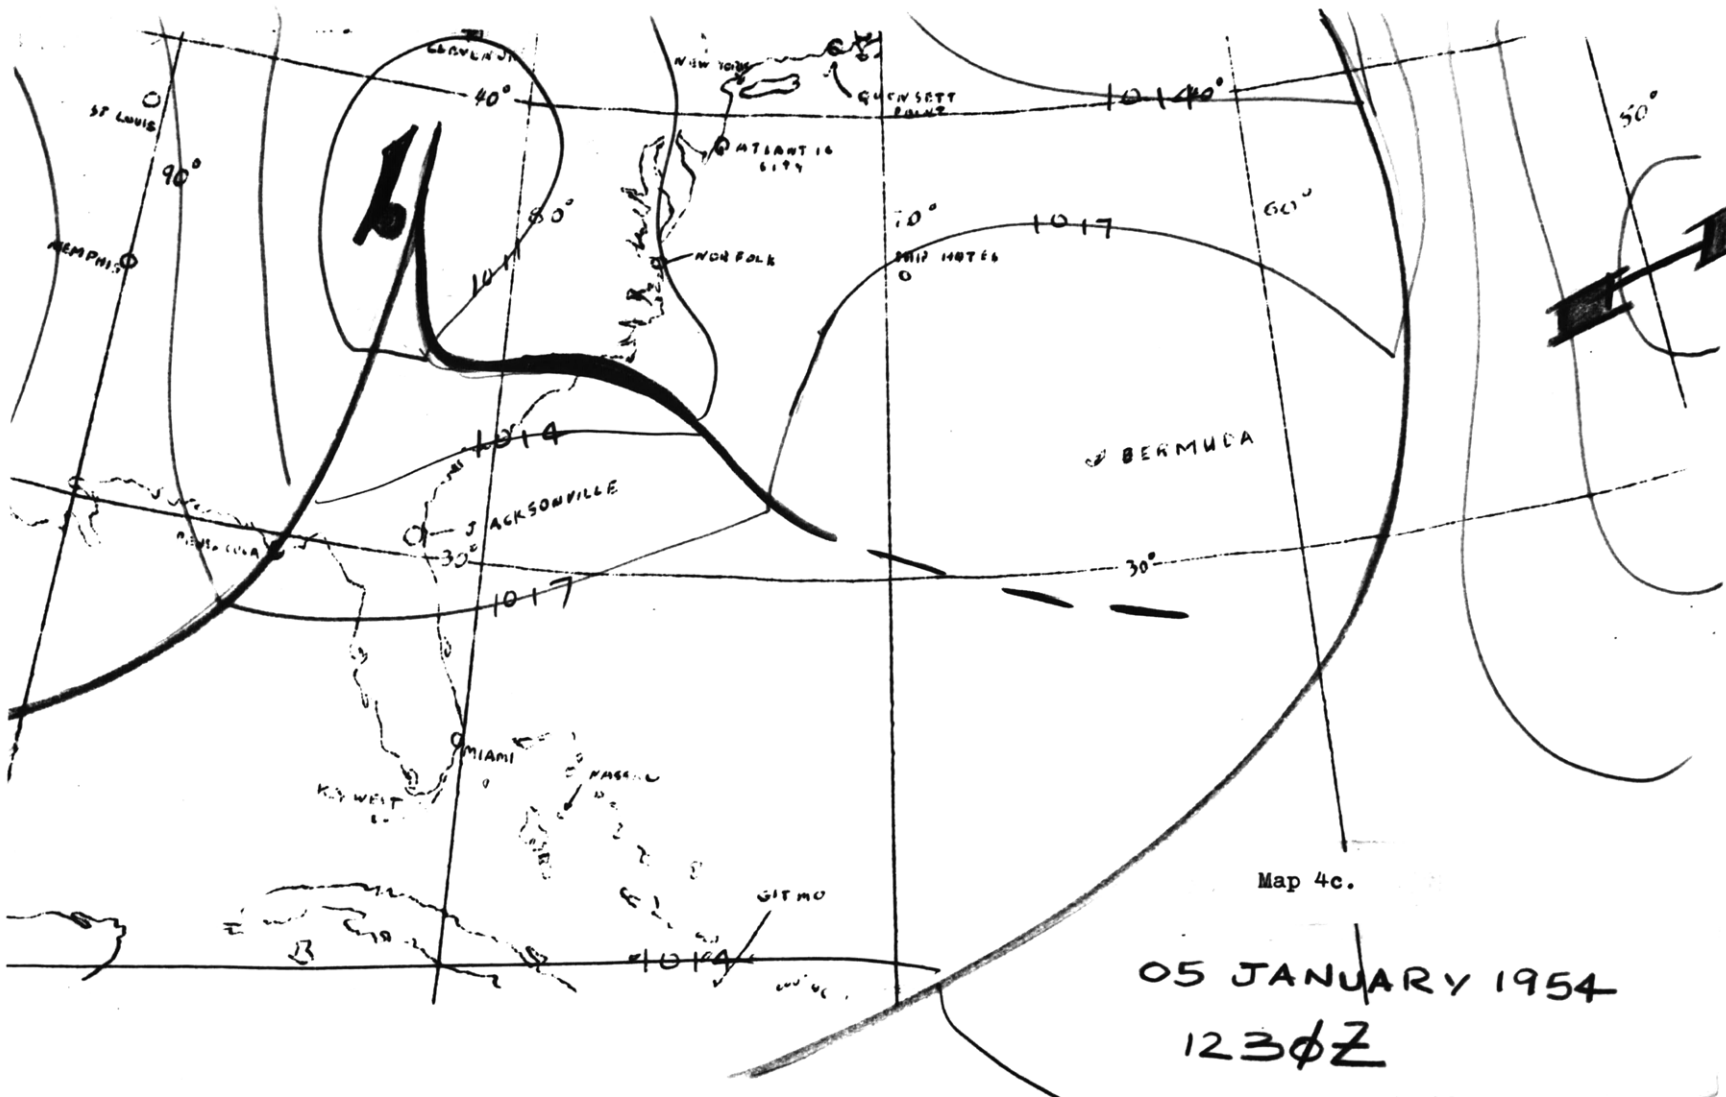 ST LOUIS
90°
MEMPHIS
40°
NEW YORK
QUENSETT
POINT
ATLANTIC
CITY
80°
1011
NORFOLK
70°
SHIP HOTEL
1014
40°
1017
60°
50°
1014
JACKSONVILLE
PENSACOLA
30°
1017
BERMUDA
30°
MIAMI
KEY WEST
NASSAU
GITMO
1014
Map 4c.
05 JANUARY 1954
1230Z